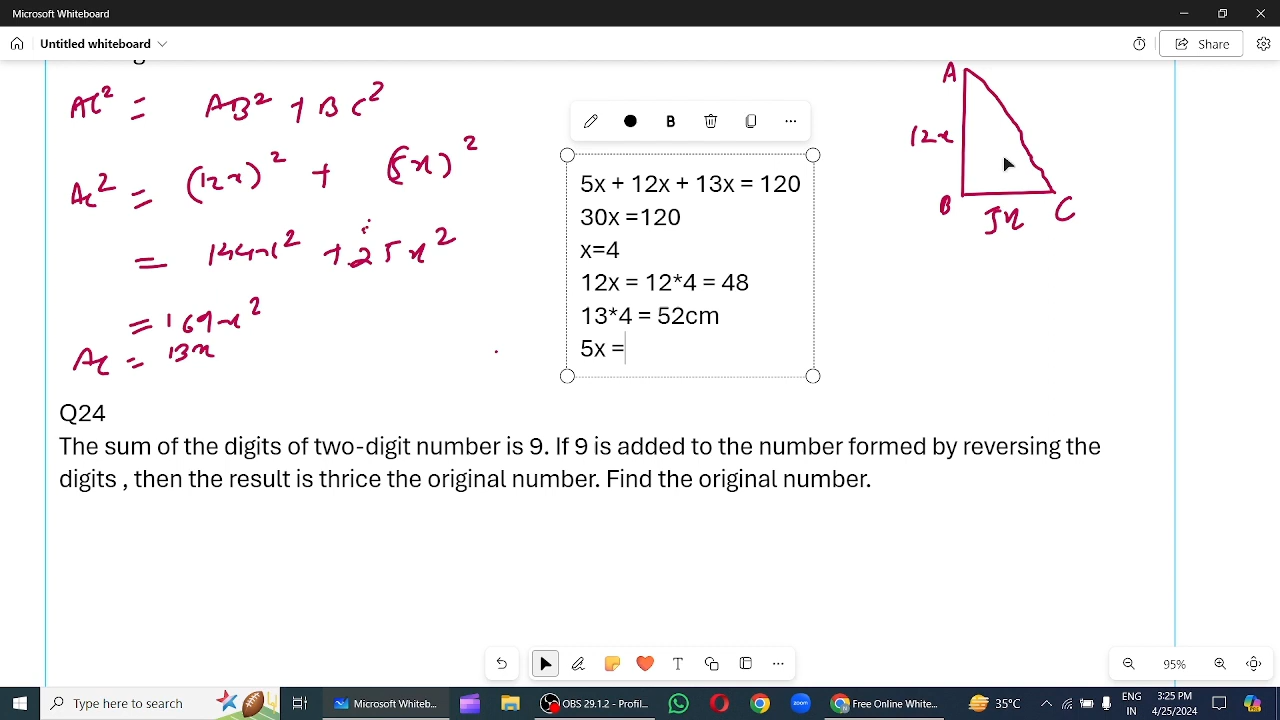 Microsoft Whiteboard
Untitled whiteboard
Share
AC² = AB² + BC²
AC² = (12x)² + (5x)²
= 144x² + 25x²
= 169x²
AC = 13x
B
5x + 12x + 13x = 120
30x =120
x=4
12x = 12*4 = 48
13*4 = 52cm
5x =
A
12x
B
5x
C
Q24
The sum of the digits of two-digit number is 9. If 9 is added to the number formed by reversing the
digits , then the result is thrice the original number. Find the original number.
T
95%
Type here to search
Microsoft Whiteb...
OBS 29.12 - Profil...
zoom
Free Online White...
35°C
ENG
IN
3:25 PM
4/25/2024